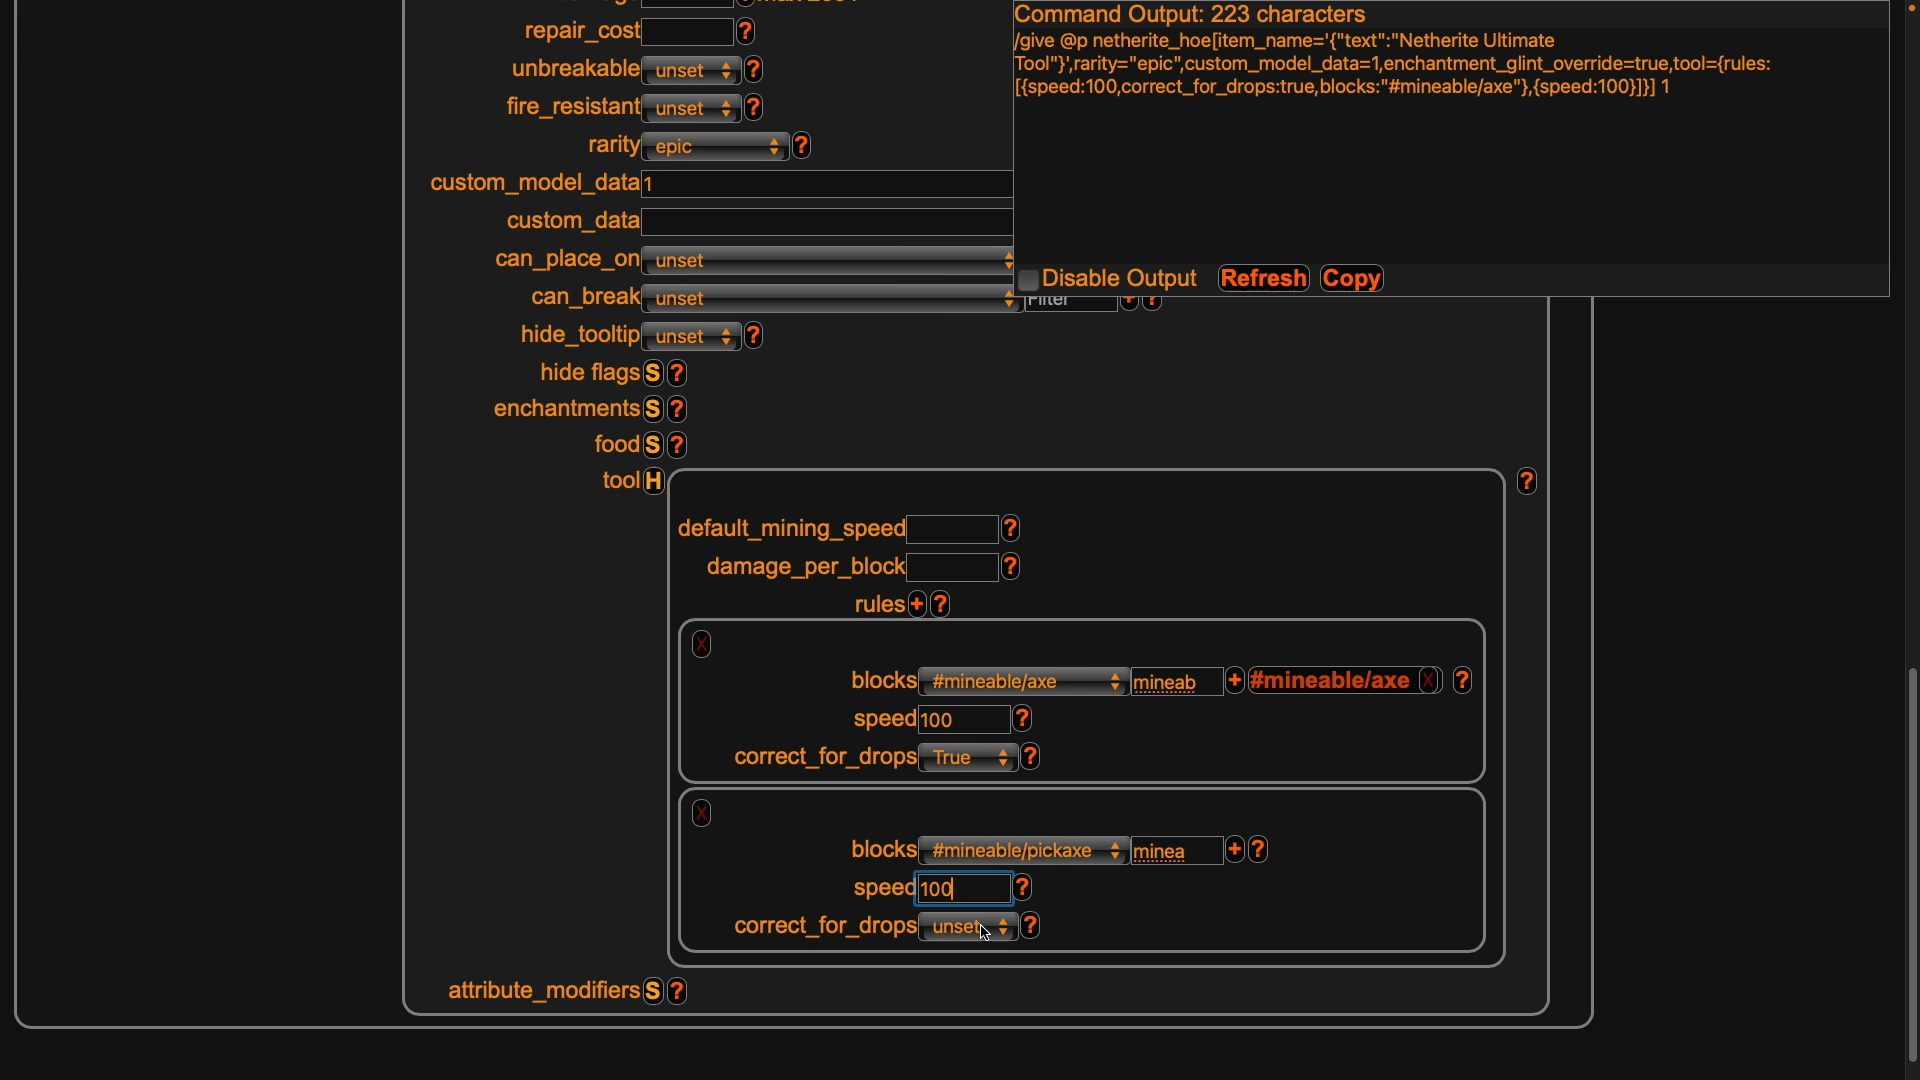 repair_cost ?
unbreakable unset ?
fire_resistant unset ?
rarity epic ?
custom_model_data 1
custom_data
can_place_on unset
can_break unset Filter + ?
hide_tooltip unset ?
hide flags S ?
enchantments S ?
food S ?
tool H ?
default_mining_speed ?
damage_per_block ?
rules + ?
X
blocks #mineable/axe mineab + #mineable/axe X ?
speed 100 ?
correct_for_drops True ?
X
blocks #mineable/pickaxe minea + ?
speed 100 ?
correct_for_drops unset ?
attribute_modifiers S ?
Command Output: 223 characters
/give @p netherite_hoe[item_name='{"text":"Netherite Ultimate
Tool"}',rarity="epic",custom_model_data=1,enchantment_glint_override=true,tool={rules:
[{speed:100,correct_for_drops:true,blocks:"#mineable/axe"},{speed:100}]}] 1
Disable Output Refresh Copy